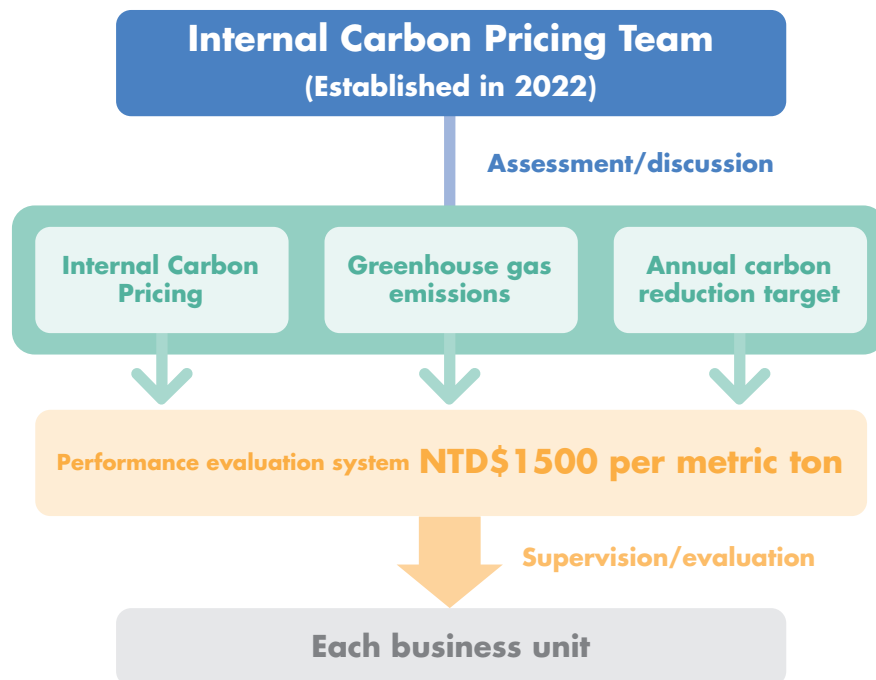 Internal Carbon Pricing Team
(Established in 2022)
Assessment/discussion
Internal Carbon
Pricing
Greenhouse gas
emissions
Annual carbon
reduction target
Performance evaluation system NTD$1500 per metric ton
Supervision/evaluation
Each business unit